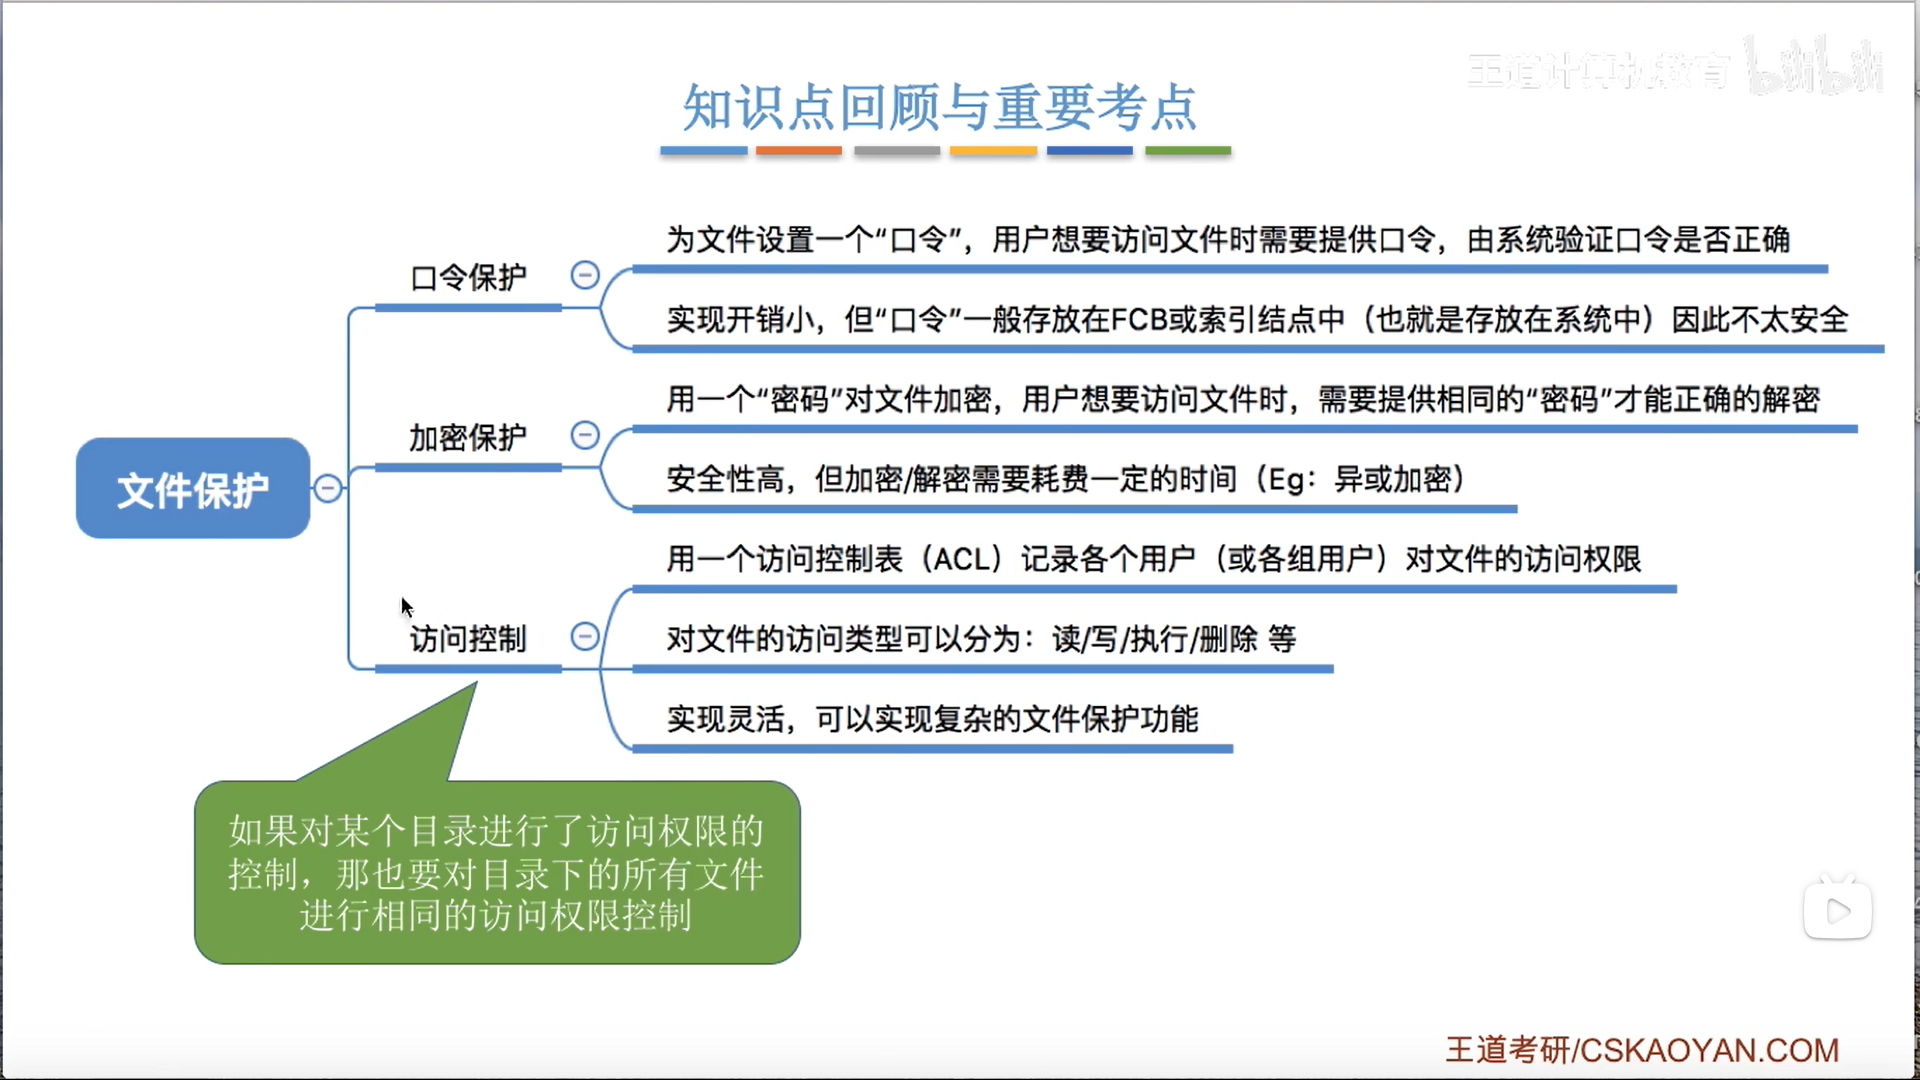 王道计算机教育 bilibili
知识点回顾与重要考点
为文件设置一个“口令”，用户想要访问文件时需要提供口令，由系统验证口令是否正确
口令保护
实现开销小，但“口令”一般存放在FCB或索引结点中（也就是存放在系统中）因此不太安全
用一个“密码”对文件加密，用户想要访问文件时，需要提供相同的“密码”才能正确的解密
加密保护
安全性高，但加密/解密需要耗费一定的时间（Eg：异或加密）
文件保护
用一个访问控制表（ACL）记录各个用户（或各组用户）对文件的访问权限
访问控制
对文件的访问类型可以分为：读/写/执行/删除 等
实现灵活，可以实现复杂的文件保护功能
如果对某个目录进行了访问权限的
控制，那也要对目录下的所有文件
进行相同的访问权限控制
王道考研/CSKAOYAN.COM